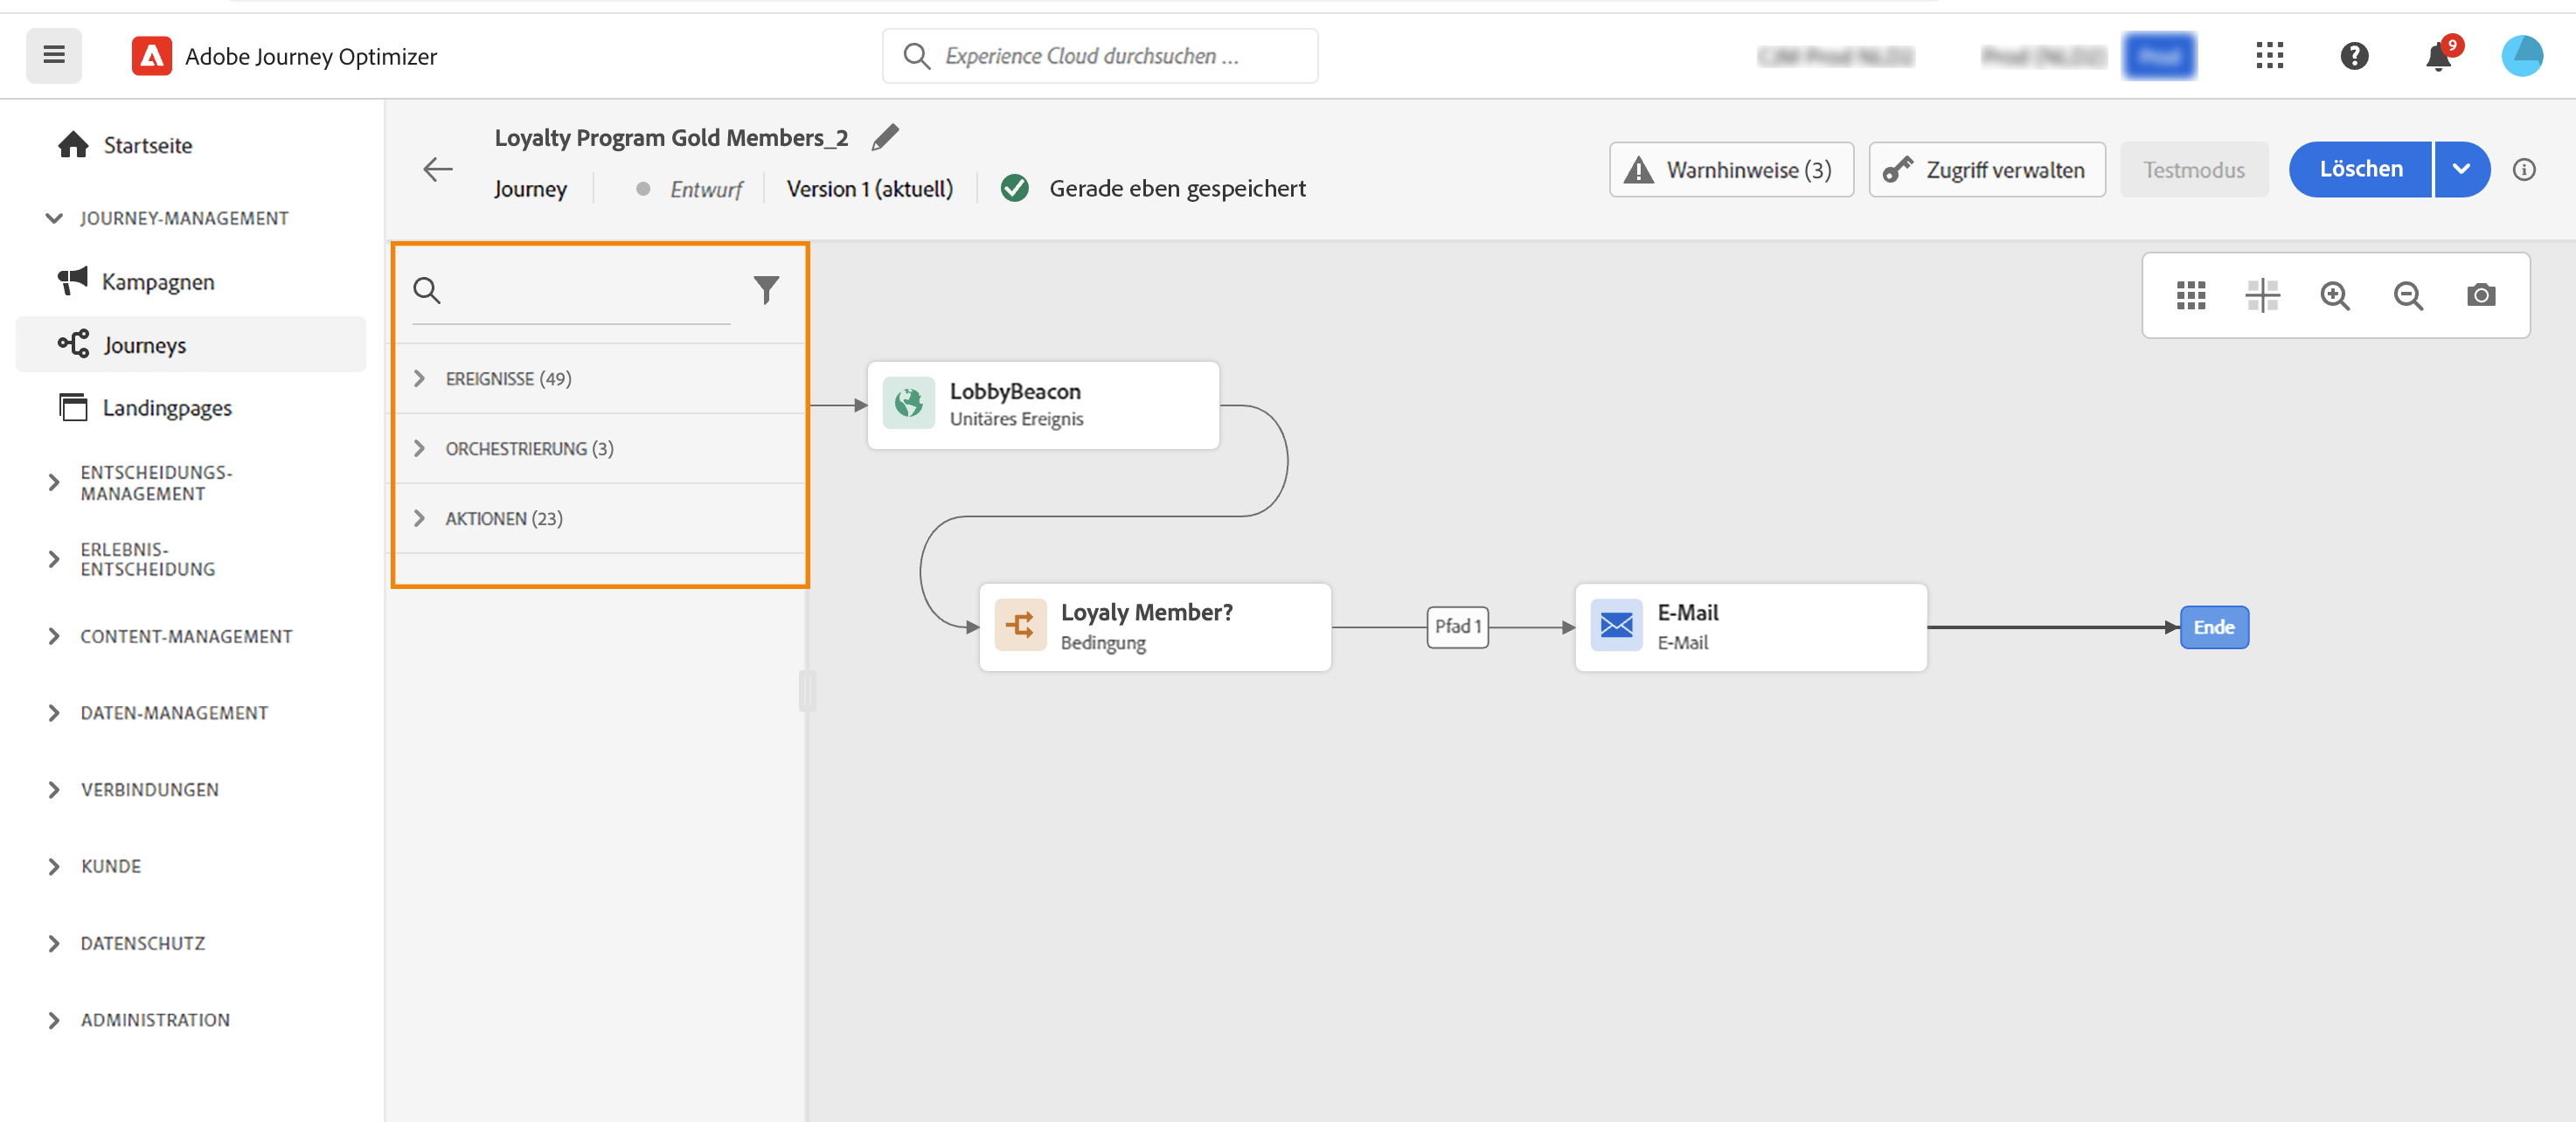 Adobe Journey Optimizer
Experience Cloud durchsuchen ...
9
Startseite
JOURNEY-MANAGEMENT
Kampagnen
Journeys
Landingpages
ENTSCHEIDUNGS-
MANAGEMENT
ERLEBNIS-
ENTSCHEIDUNG
CONTENT-MANAGEMENT
DATEN-MANAGEMENT
VERBINDUNGEN
KUNDE
DATENSCHUTZ
ADMINISTRATION
Loyalty Program Gold Members_2
Journey
Entwurf
Version 1 (aktuell)
Gerade eben gespeichert
Warnhinweise (3)
Zugriff verwalten
Testmodus
Löschen
EREIGNISSE (49)
ORCHESTRIERUNG (3)
AKTIONEN (23)
LobbyBeacon
Unitäres Ereignis
Loyaly Member?
Bedingung
Pfad 1
E-Mail
E-Mail
Ende